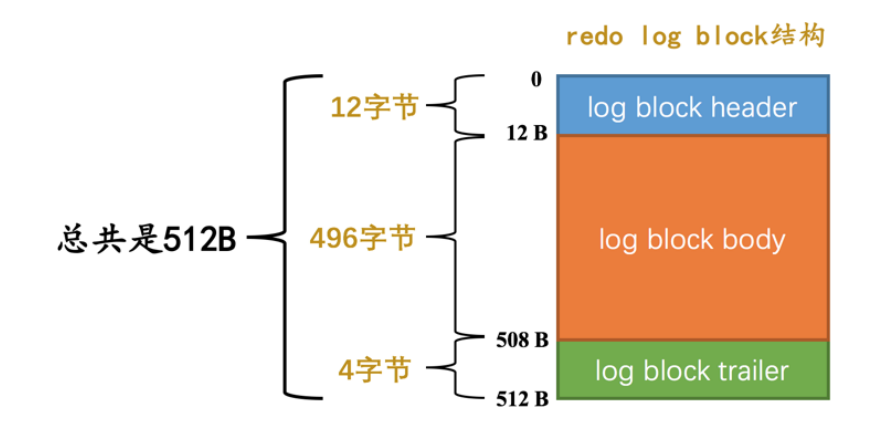 redo log block结构
0
12字节
log block header
12 B
总共是512B
496字节
log block body
508 B
4字节
log block trailer
512 B